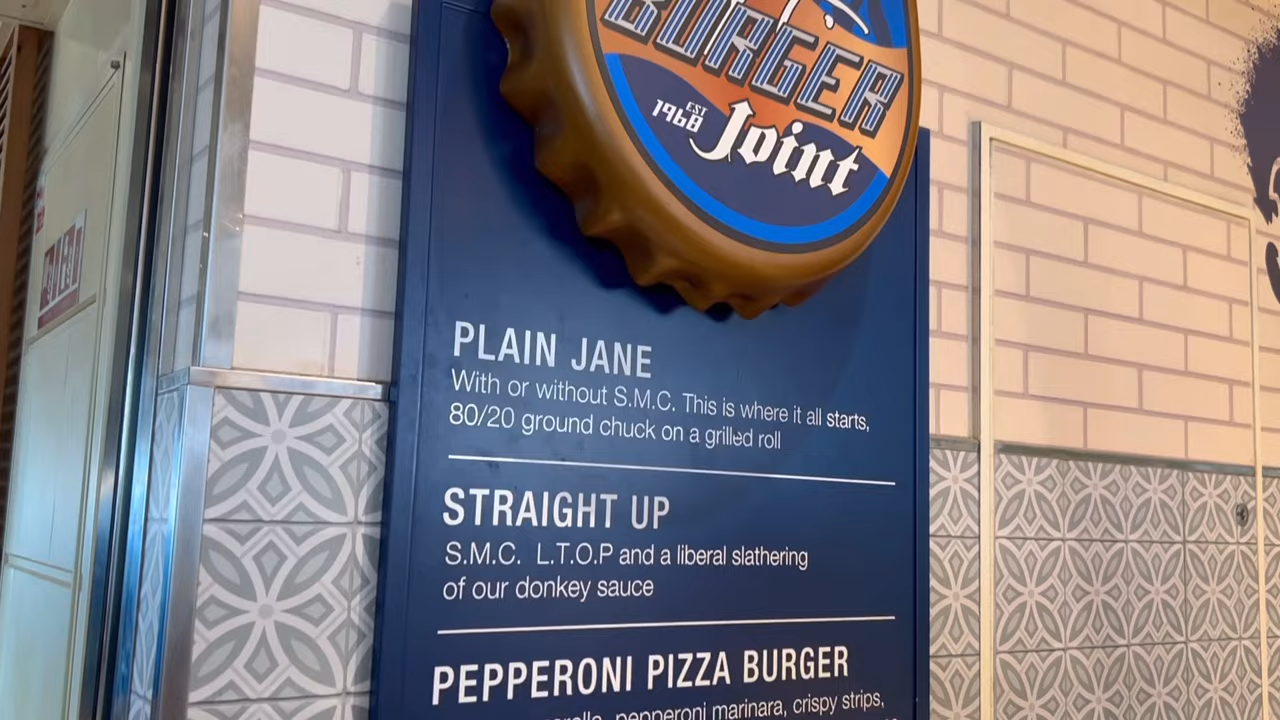 BURGER
EST
1968
Joint
PLAIN JANE
With or without S.M.C. This is where it all starts,
80/20 ground chuck on a grilled roll
STRAIGHT UP
S.M.C. L.T.O.P and a liberal slathering
of our donkey sauce
PEPPERONI PIZZA BURGER
pepperoni marinara, crispy strips,